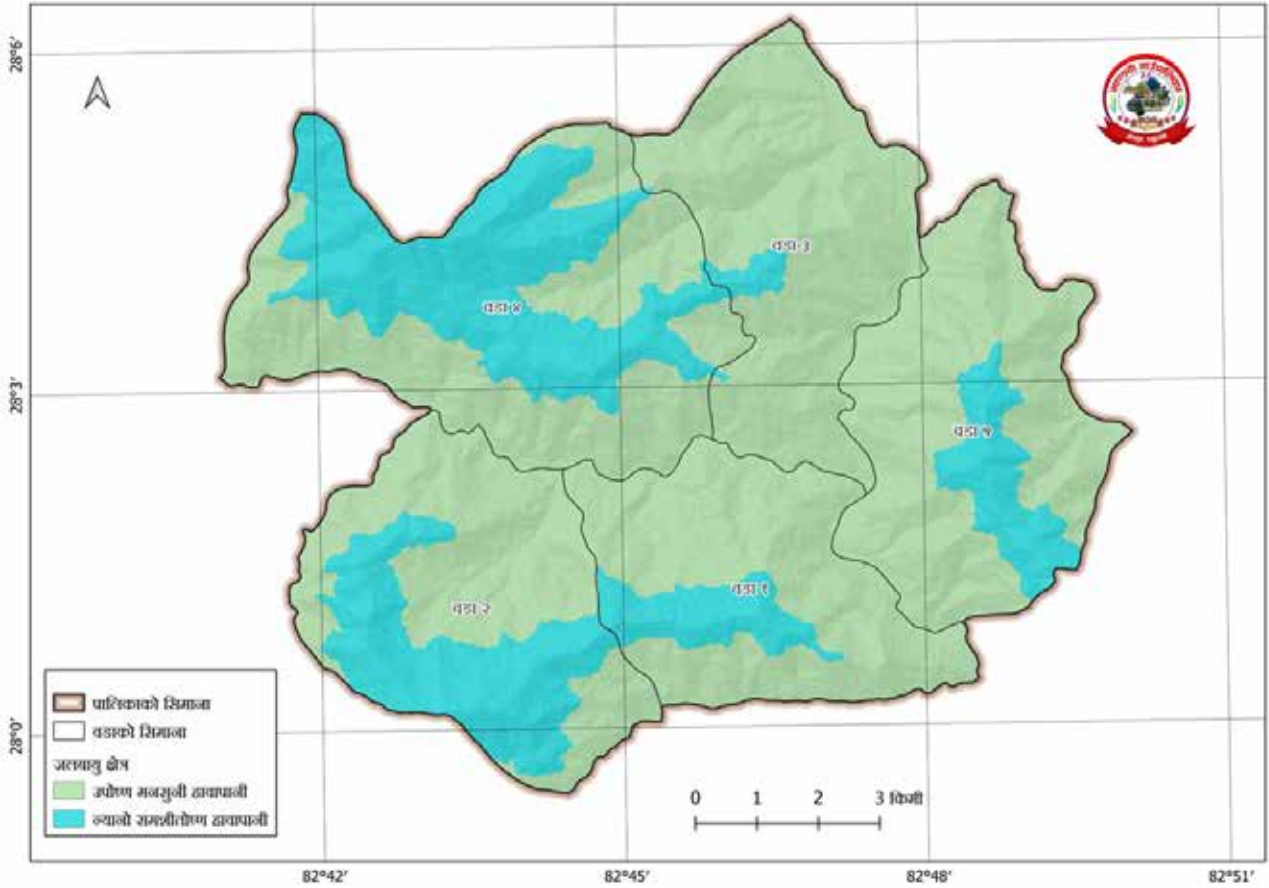 28°6'
28°3'
28°0'
82°42'
82°45'
82°48'
82°51'
वडा ३
वडा ४
वडा ५
वडा १
वडा २
पालिकाको सिमाना
वडाको सिमाना
जलवायु क्षेत्र
उपोष्ण मनसुनी हावापानी
न्यानो समशीतोष्ण हावापानी
0 1 2 3 किमी